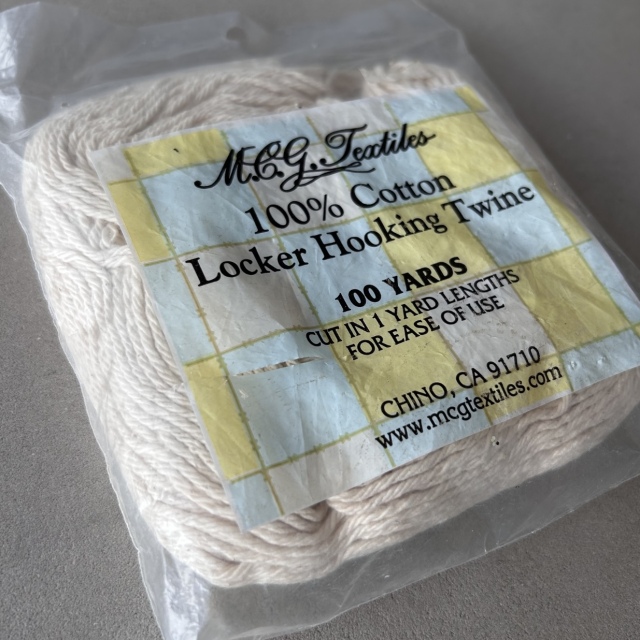 M.C.G. Textiles
100% Cotton
Locker Hooking Twine
100 YARDS
CUT IN 1 YARD LENGTHS
FOR EASE OF USE
CHINO, CA 91710
www.mcgtextiles.com